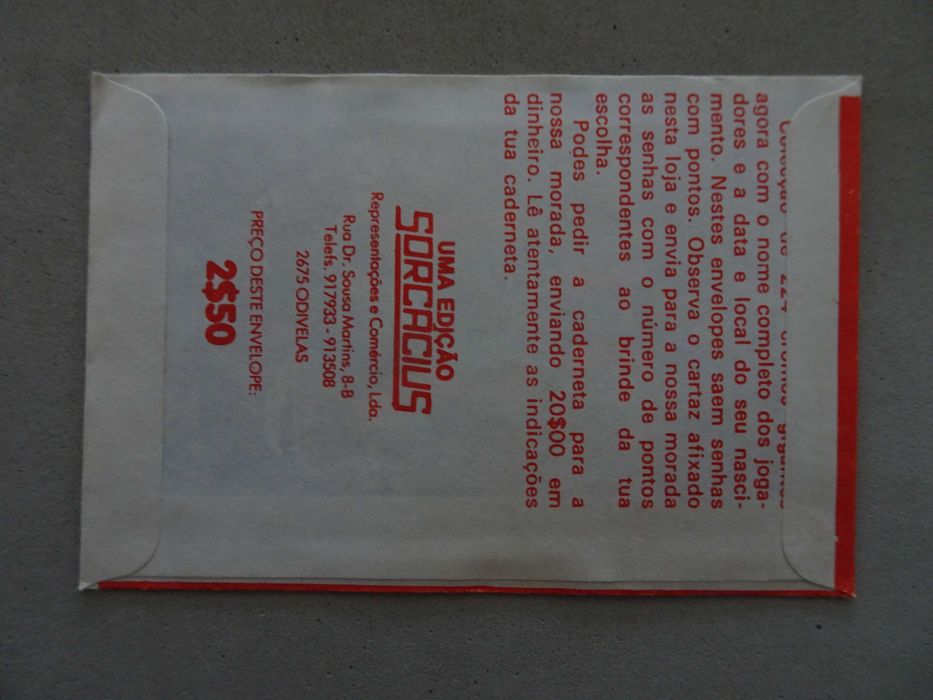 agora com o nome completo dos joga-
dores e a data e local do seu nasci-
mento. Nestes envelopes saem senhas
com pontos. Observa o cartaz afixado
nesta loja e envia para a nossa morada
as senhas com o número de pontos
correspondentes ao brinde da tua
escolha.
Podes pedir a caderneta para a
nossa morada, enviando 20$00 em
dinheiro. Lê atentamente as indicações
da tua caderneta.
UMA EDIÇÃO
SORCÁCIUS
Representações e Comércio, Lda.
Rua Dr. Sousa Martins, 8-B
Telefs. 917933 - 913508
2675 ODIVELAS
PREÇO DESTE ENVELOPE:
2$50